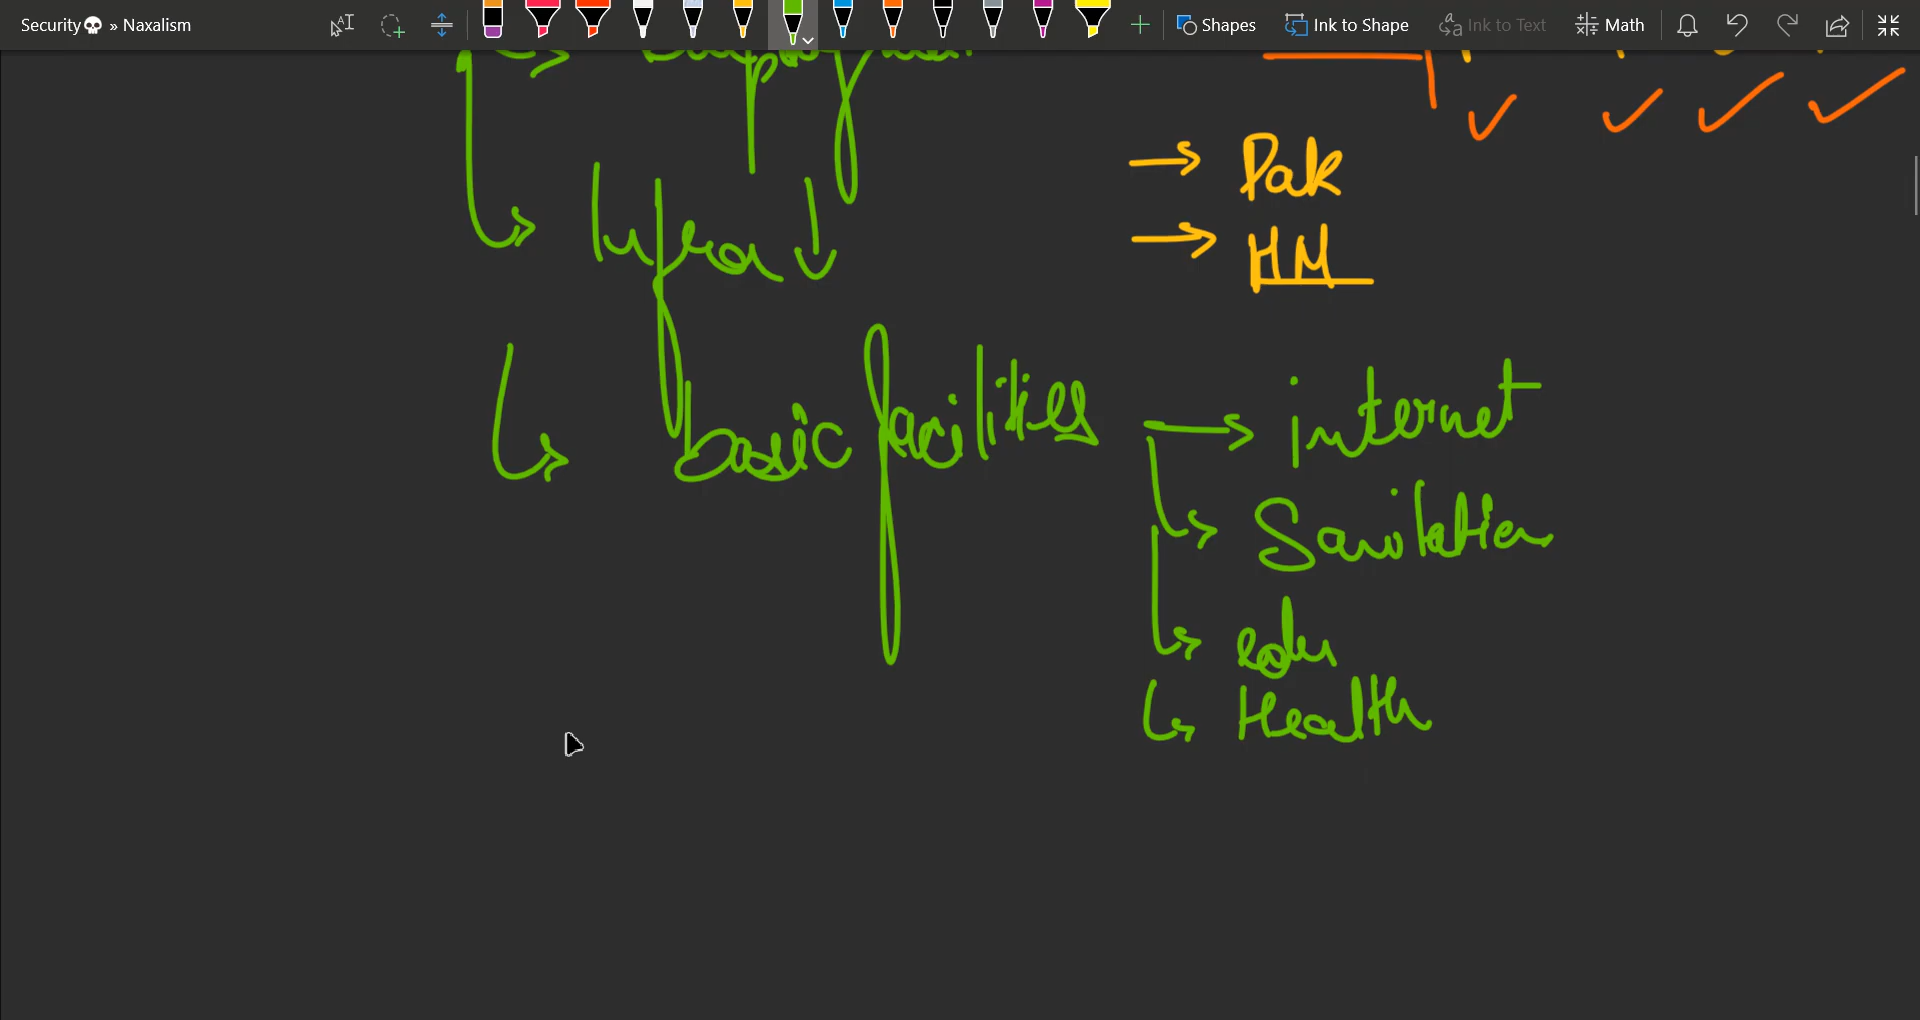 Security💀 » Naxalism
Shapes
Ink to Shape
Ink to Text
Math
→ Pak
→ HM
↳ Infra ↓
↳ basic facilities → internet
↳ Sanitation
↳ edu
↳ Health